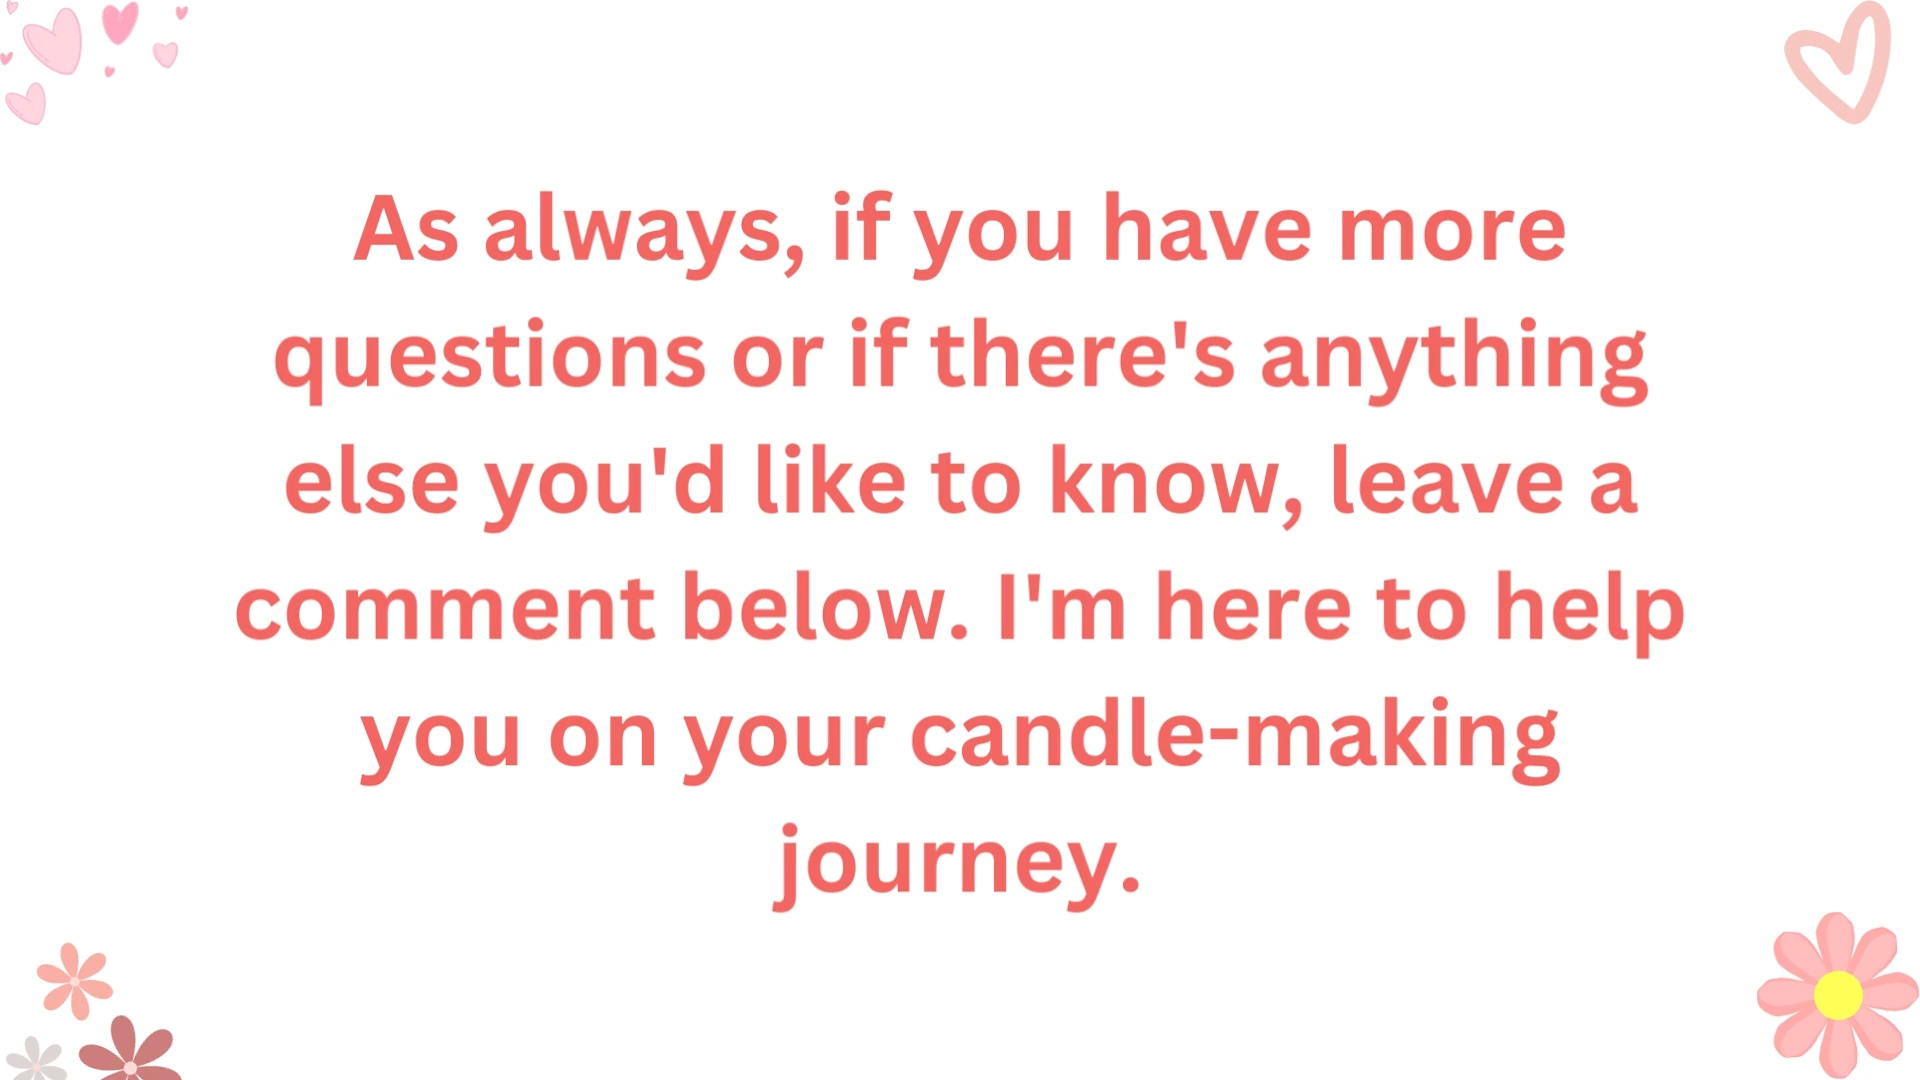 As always, if you have more
questions or if there's anything
else you'd like to know, leave a
comment below. I'm here to help
you on your candle-making
journey.